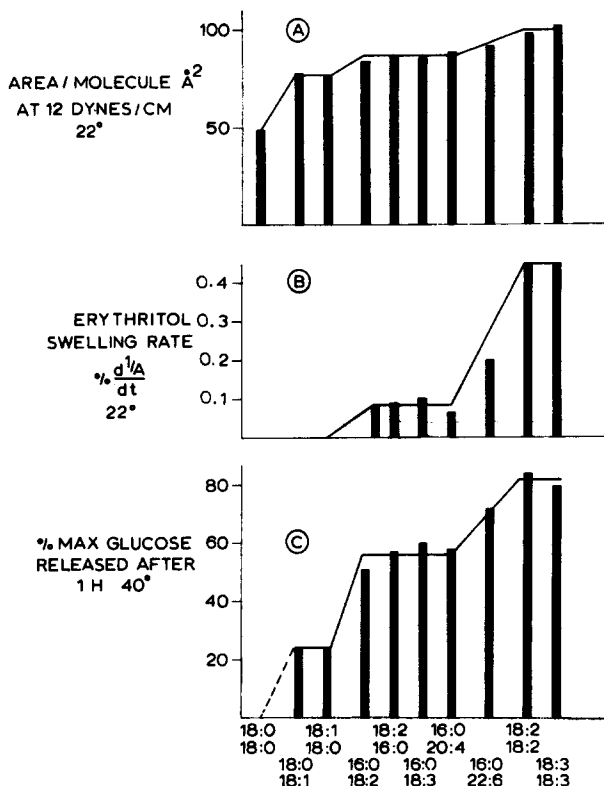 100
A
AREA/MOLECULE Å2
AT 12 DYNES/CM
22°
50
0.4
B
ERYTHRITOL
0.3
SWELLING RATE
0.2
% d 1/A
dt
22°
0.1
80
% MAX GLUCOSE
RELEASED AFTER
1 H 40°
60
C
40
20
18:0 18:1 18:2 16:0 18:2
18:0 18:0 16:0 20:4 18:2
18:0 16:0 16:0 16:0 18:3
18:1 18:2 18:3 22:6 18:3